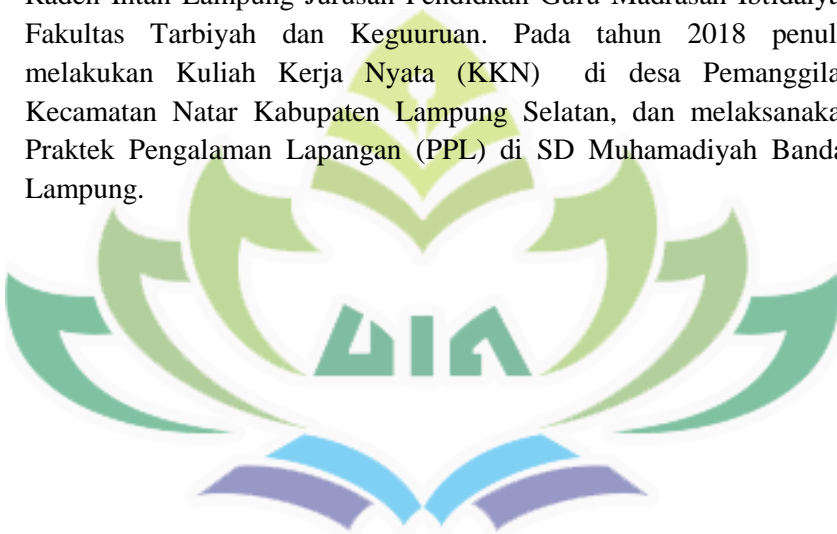 Raden Intan Lampung Jurusan Pendidkan Guru Madrasah Ibtidaiya
Fakultas Tarbiyah dan Keguuruan. Pada tahun 2018 penul
melakukan Kuliah Kerja Nyata (KKN) di desa Pemanggila
Kecamatan Natar Kabupaten Lampung Selatan, dan melaksanaka
Praktek Pengalaman Lapangan (PPL) di SD Muhamadiyah Banda
Lampung.
UIN